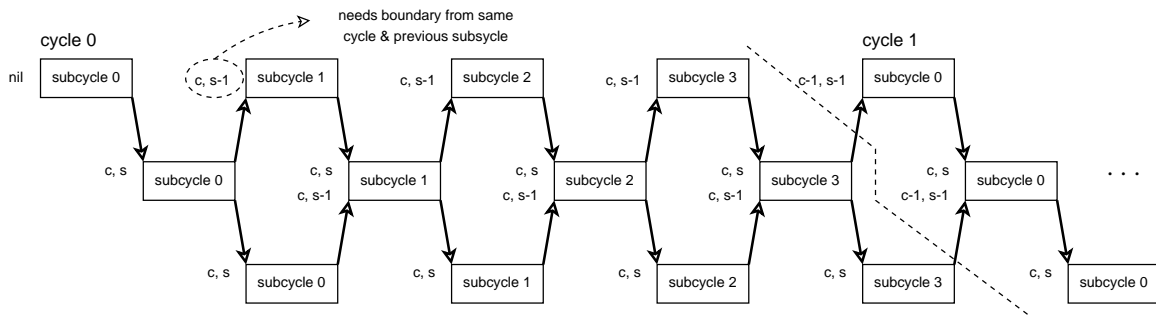 needs boundary from same
cycle & previous subsycle
cycle 0
cycle 1
nil
subcycle 0
c, s-1
subcycle 1
c, s-1
subcycle 2
c, s-1
subcycle 3
c-1, s-1
subcycle 0
c, s
subcycle 0
c, s
c, s-1
subcycle 1
c, s
c, s-1
subcycle 2
c, s
c, s-1
subcycle 3
c, s
c-1, s-1
subcycle 0
. . .
c, s
subcycle 0
c, s
subcycle 1
c, s
subcycle 2
c, s
subcycle 3
c, s
subcycle 0